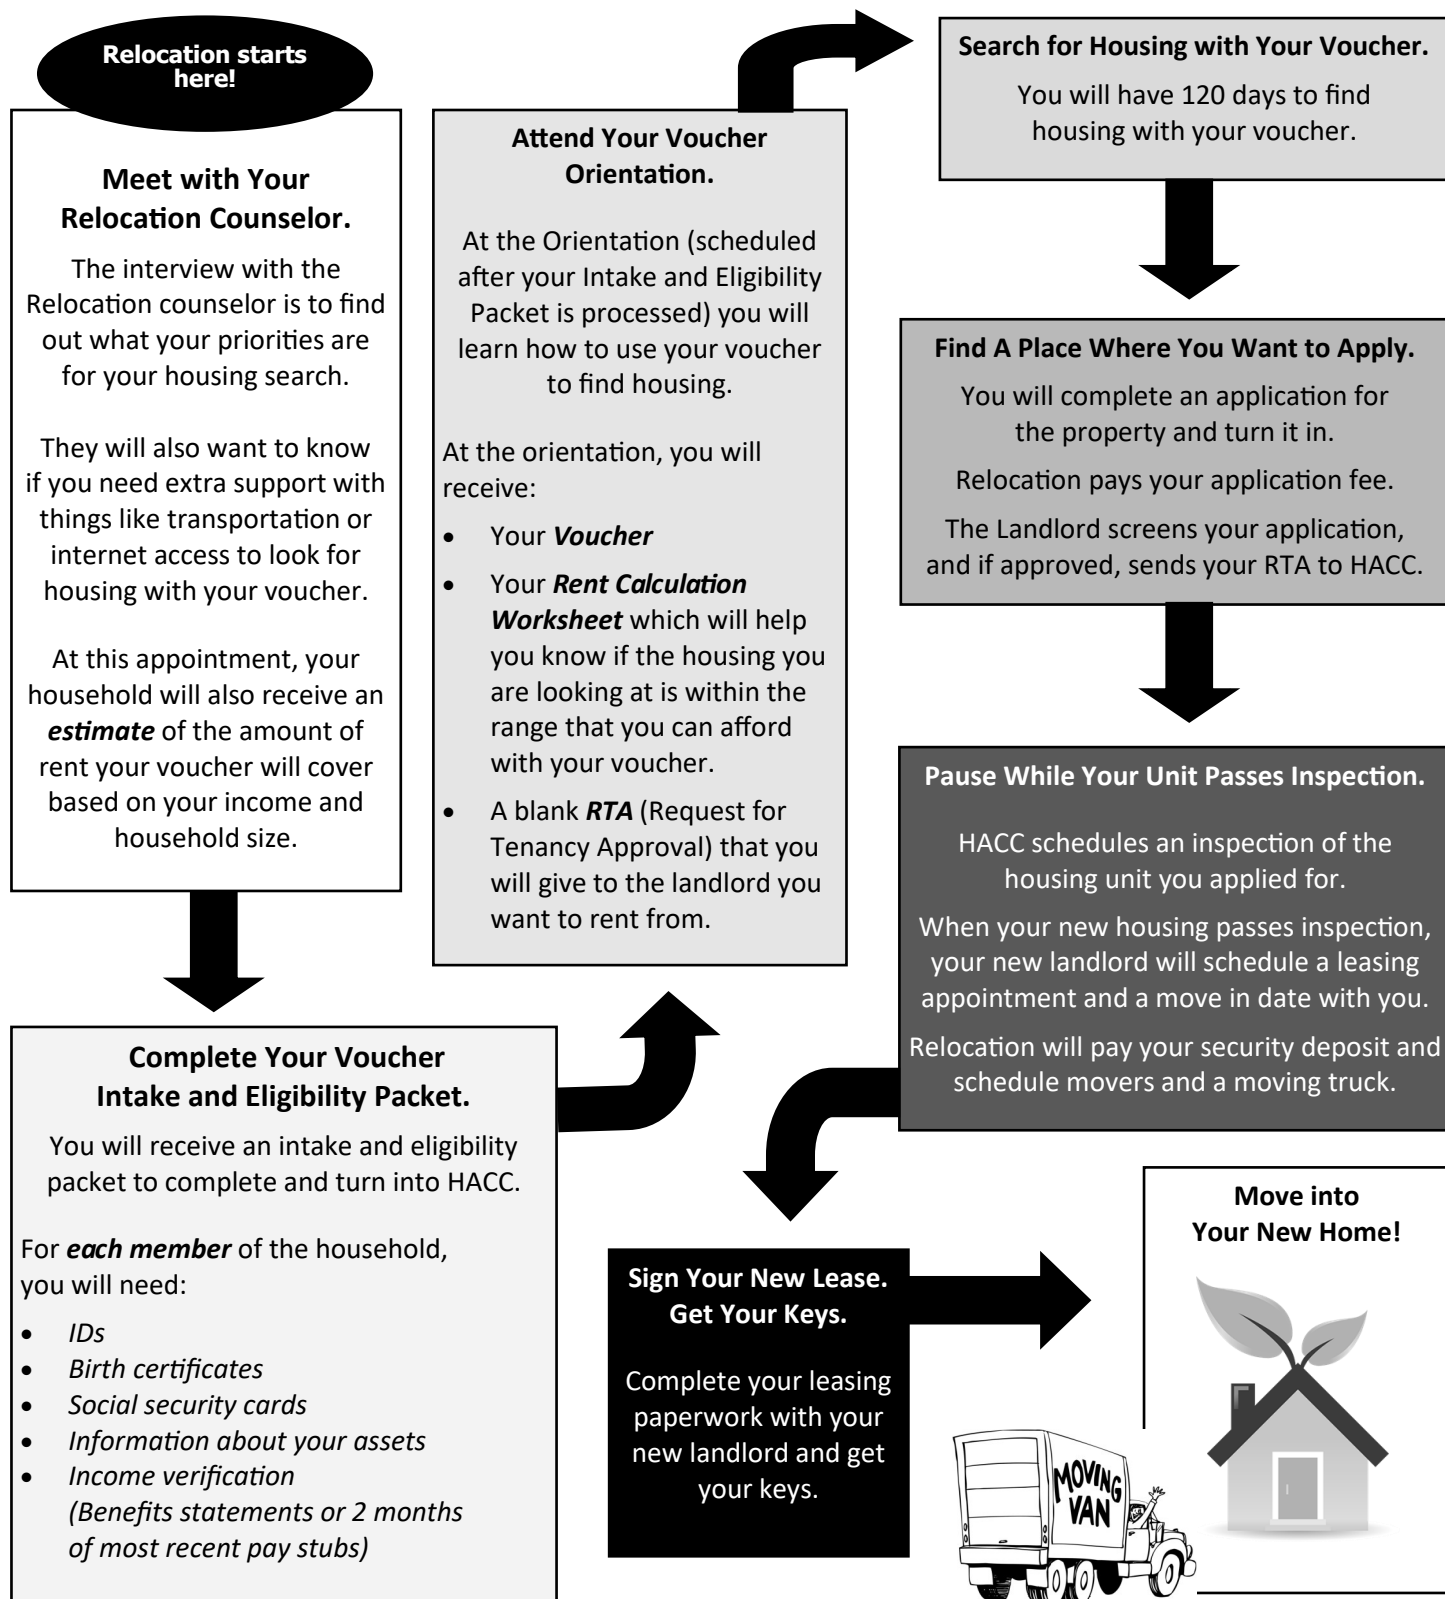 Relocation starts
here!
Meet with Your
Relocation Counselor.
The interview with the
Relocation counselor is to find
out what your priorities are
for your housing search.
They will also want to know
if you need extra support with
things like transportation or
internet access to look for
housing with your voucher.
At this appointment, your
household will also receive an
estimate of the amount of
rent your voucher will cover
based on your income and
household size.
Complete Your Voucher
Intake and Eligibility Packet.
You will receive an intake and eligibility
packet to complete and turn into HACC.
For each member of the household,
you will need:
• IDs
• Birth certificates
• Social security cards
• Information about your assets
• Income verification
(Benefits statements or 2 months
of most recent pay stubs)
Attend Your Voucher
Orientation.
At the Orientation (scheduled
after your Intake and Eligibility
Packet is processed) you will
learn how to use your voucher
to find housing.
At the orientation, you will
receive:
• Your Voucher
• Your Rent Calculation
Worksheet which will help
you know if the housing you
are looking at is within the
range that you can afford
with your voucher.
• A blank RTA (Request for
Tenancy Approval) that you
will give to the landlord you
want to rent from.
Search for Housing with Your Voucher.
You will have 120 days to find
housing with your voucher.
Find A Place Where You Want to Apply.
You will complete an application for
the property and turn it in.
Relocation pays your application fee.
The Landlord screens your application,
and if approved, sends your RTA to HACC.
Pause While Your Unit Passes Inspection.
HACC schedules an inspection of the
housing unit you applied for.
When your new housing passes inspection,
your new landlord will schedule a leasing
appointment and a move in date with you.
Relocation will pay your security deposit and
schedule movers and a moving truck.
Sign Your New Lease.
Get Your Keys.
Complete your leasing
paperwork with your
new landlord and get
your keys.
Move into
Your New Home!
MOVING
VAN